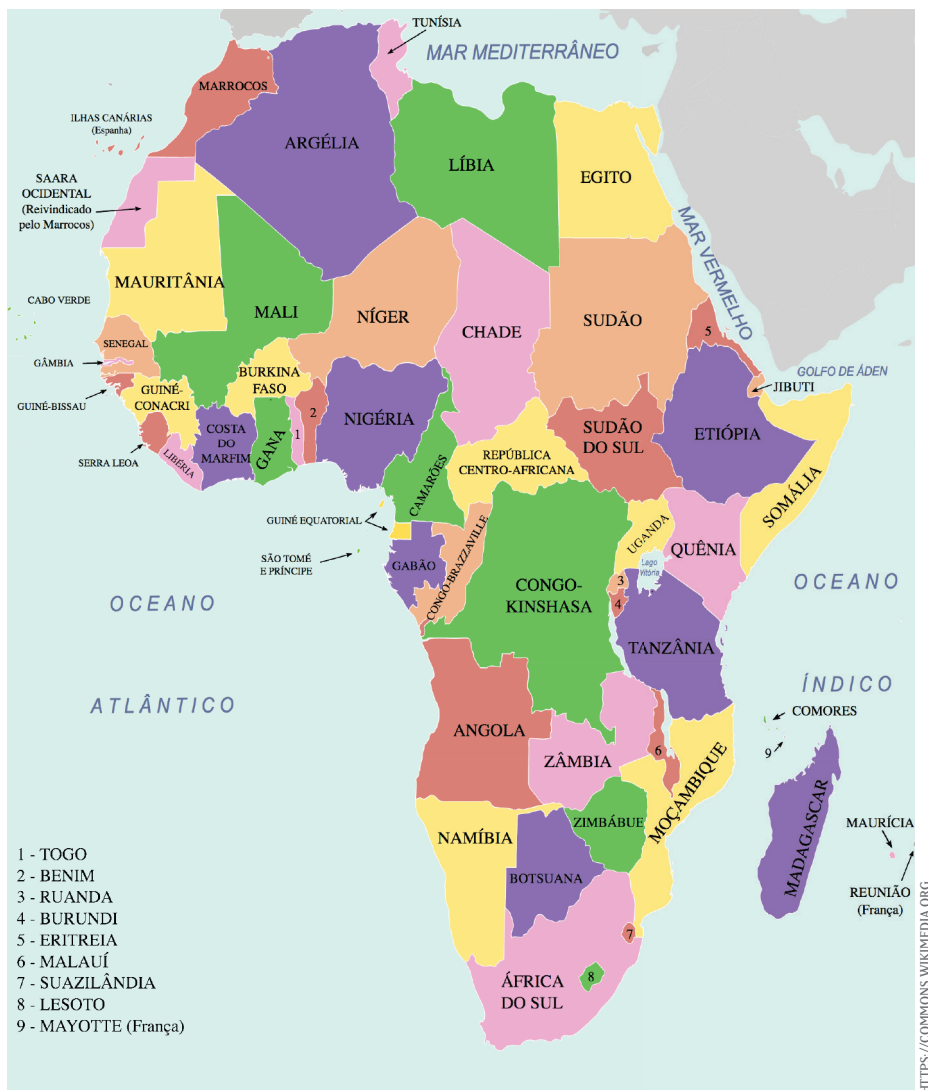 TUNÍSIA
MAR MEDITERRÂNEO
MARROCOS
ILHAS CANÁRIAS
(Espanha)
ARGÉLIA
LÍBIA
EGITO
SAARA
OCIDENTAL
(Reivindicado
pelo Marrocos)
MAR VERMELHO
MAURITÂNIA
CABO VERDE
MALI
NÍGER
CHADE
SUDÃO
5
SENEGAL
GÂMBIA
GUINÉ-BISSAU
GUINÉ-
CONACRI
BURKINA
FASO
GOLFO DE ÁDEN
JIBUTI
SERRA LEOA
LIBÉRIA
COSTA
DO
MARFIM
GANA
1
2
NIGÉRIA
CAMARÕES
REPÚBLICA
CENTRO-AFRICANA
SUDÃO
DO SUL
ETIÓPIA
SOMÁLIA
GUINÉ EQUATORIAL
SÃO TOMÉ
E PRÍNCIPE
GABÃO
CONGO-BRAZZAVILLE
CONGO-
KINSHASA
UGANDA
QUÊNIA
Lago
Vitória
3
4
TANZÂNIA
OCEANO
ATLÂNTICO
OCEANO
ÍNDICO
COMORES
9
ANGOLA
ZÂMBIA
6
MOÇAMBIQUE
MADAGASCAR
MAURÍCIA
REUNIÃO
(França)
NAMÍBIA
ZIMBÁBUE
BOTSUANA
7
8
ÁFRICA
DO SUL
1 - TOGO
2 - BENIM
3 - RUANDA
4 - BURUNDI
5 - ERITREIA
6 - MALAUÍ
7 - SUAZILÂNDIA
8 - LESOTO
9 - MAYOTTE (França)
HTTPS://COMMONS.WIKIMEDIA.ORG